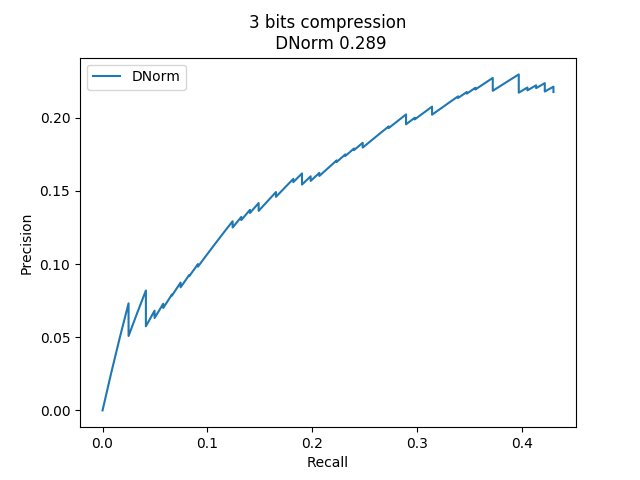 3 bits compression
DNorm 0.289
DNorm
0.20
0.15
0.10
0.05
0.00
Precision
0.0 0.1 0.2 0.3 0.4
Recall